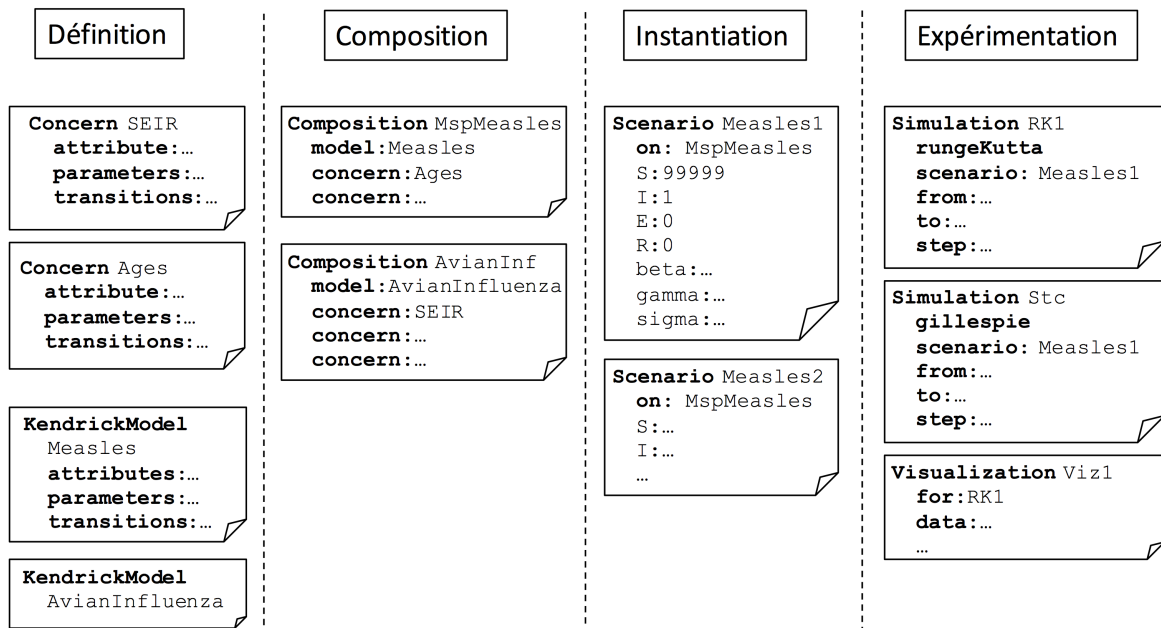 Définition
Concern SEIR
attribute:…
parameters:…
transitions:…
Concern Ages
attribute:…
parameters:…
transitions:…
KendrickModel
Measles
attributes:…
parameters:…
transitions:…
KendrickModel
AvianInfluenza
Composition
Composition MspMeasles
model:Measles
concern:Ages
concern:…
Composition AvianInf
model:AvianInfluenza
concern:SEIR
concern:…
concern:…
Instantiation
Scenario Measles1
on: MspMeasles
S:99999
I:1
E:0
R:0
beta:…
gamma:…
sigma:…
Scenario Measles2
on: MspMeasles
S:…
I:…
…
Expérimentation
Simulation RK1
rungeKutta
scenario: Measles1
from:…
to:…
step:…
Simulation Stc
gillespie
scenario: Measles1
from:…
to:…
step:…
Visualization Viz1
for:RK1
data:…
…